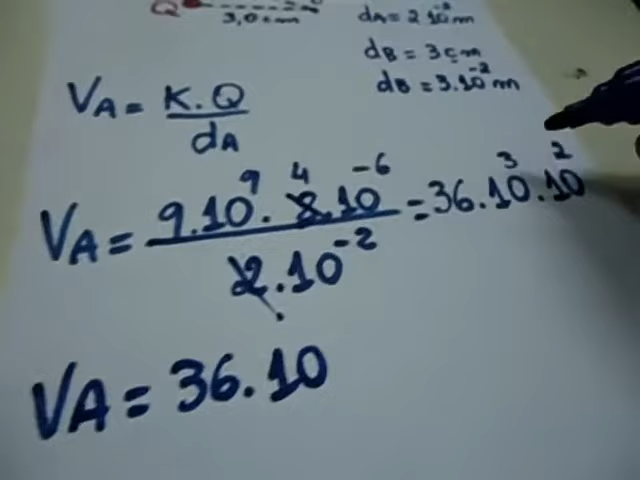 Q
3,0 cm
dA = 2 10⁻² m
dB = 3 cm
dB = 3.10⁻² m
VA = K.Q / dA
VA = 9.10⁹ . 8.10⁻⁶ / 2.10⁻² = 36.10³.10²
4
VA = 36.10